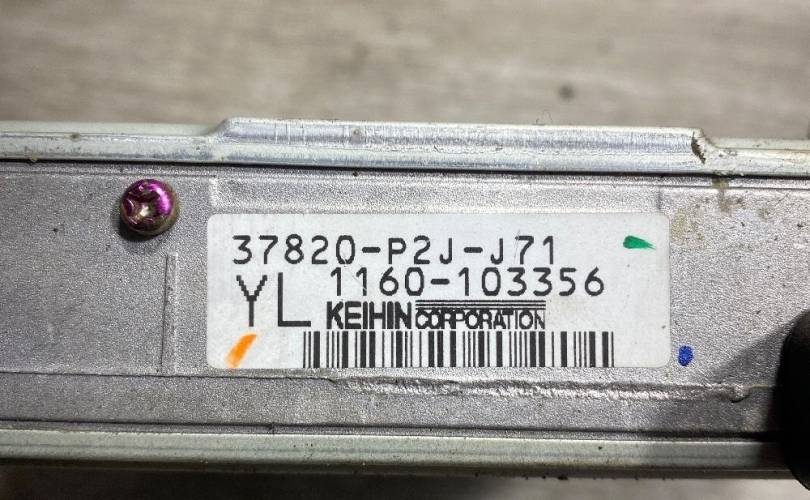 37820-P2J-J71
YL 1160-103356
KEIHIN CORPORATION